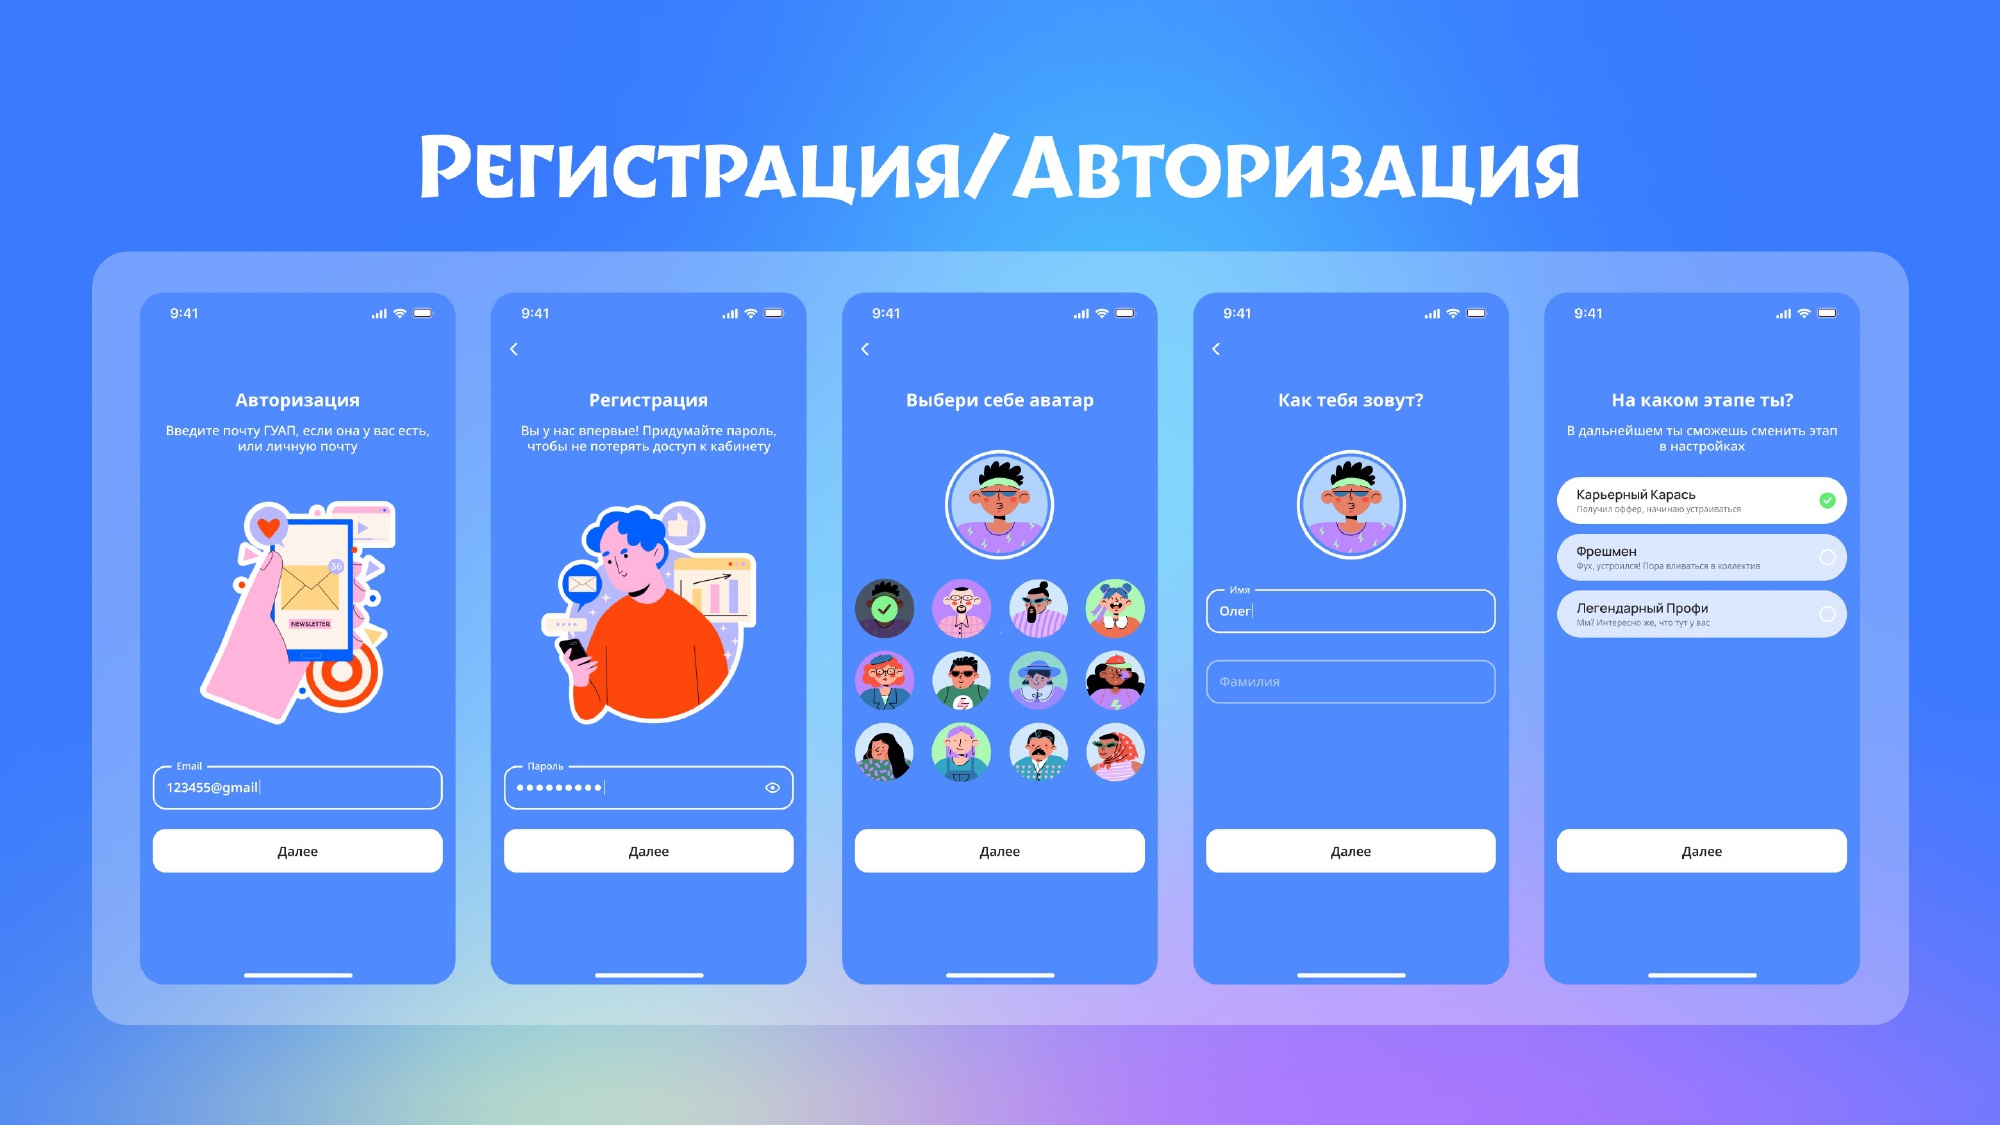 Регистрация/Авторизация
9:41
Авторизация
Введите почту ГУАП, если она у вас есть,
или личную почту
36
NEWSLETTER
Email
123455@gmail
Далее
9:41
Регистрация
Вы у нас впервые! Придумайте пароль,
чтобы не потерять доступ к кабинету
Пароль
Далее
9:41
Выбери себе аватар
Далее
9:41
Как тебя зовут?
Имя
Олег
Фамилия
Далее
9:41
На каком этапе ты?
В дальнейшем ты сможешь сменить этап
в настройках
Карьерный Карась
Получил оффер, начинаю устраиваться
Фрешмен
Фух, устроился! Пора вливаться в коллектив
Легендарный Профи
Мм? Интересно же, что тут у вас
Далее